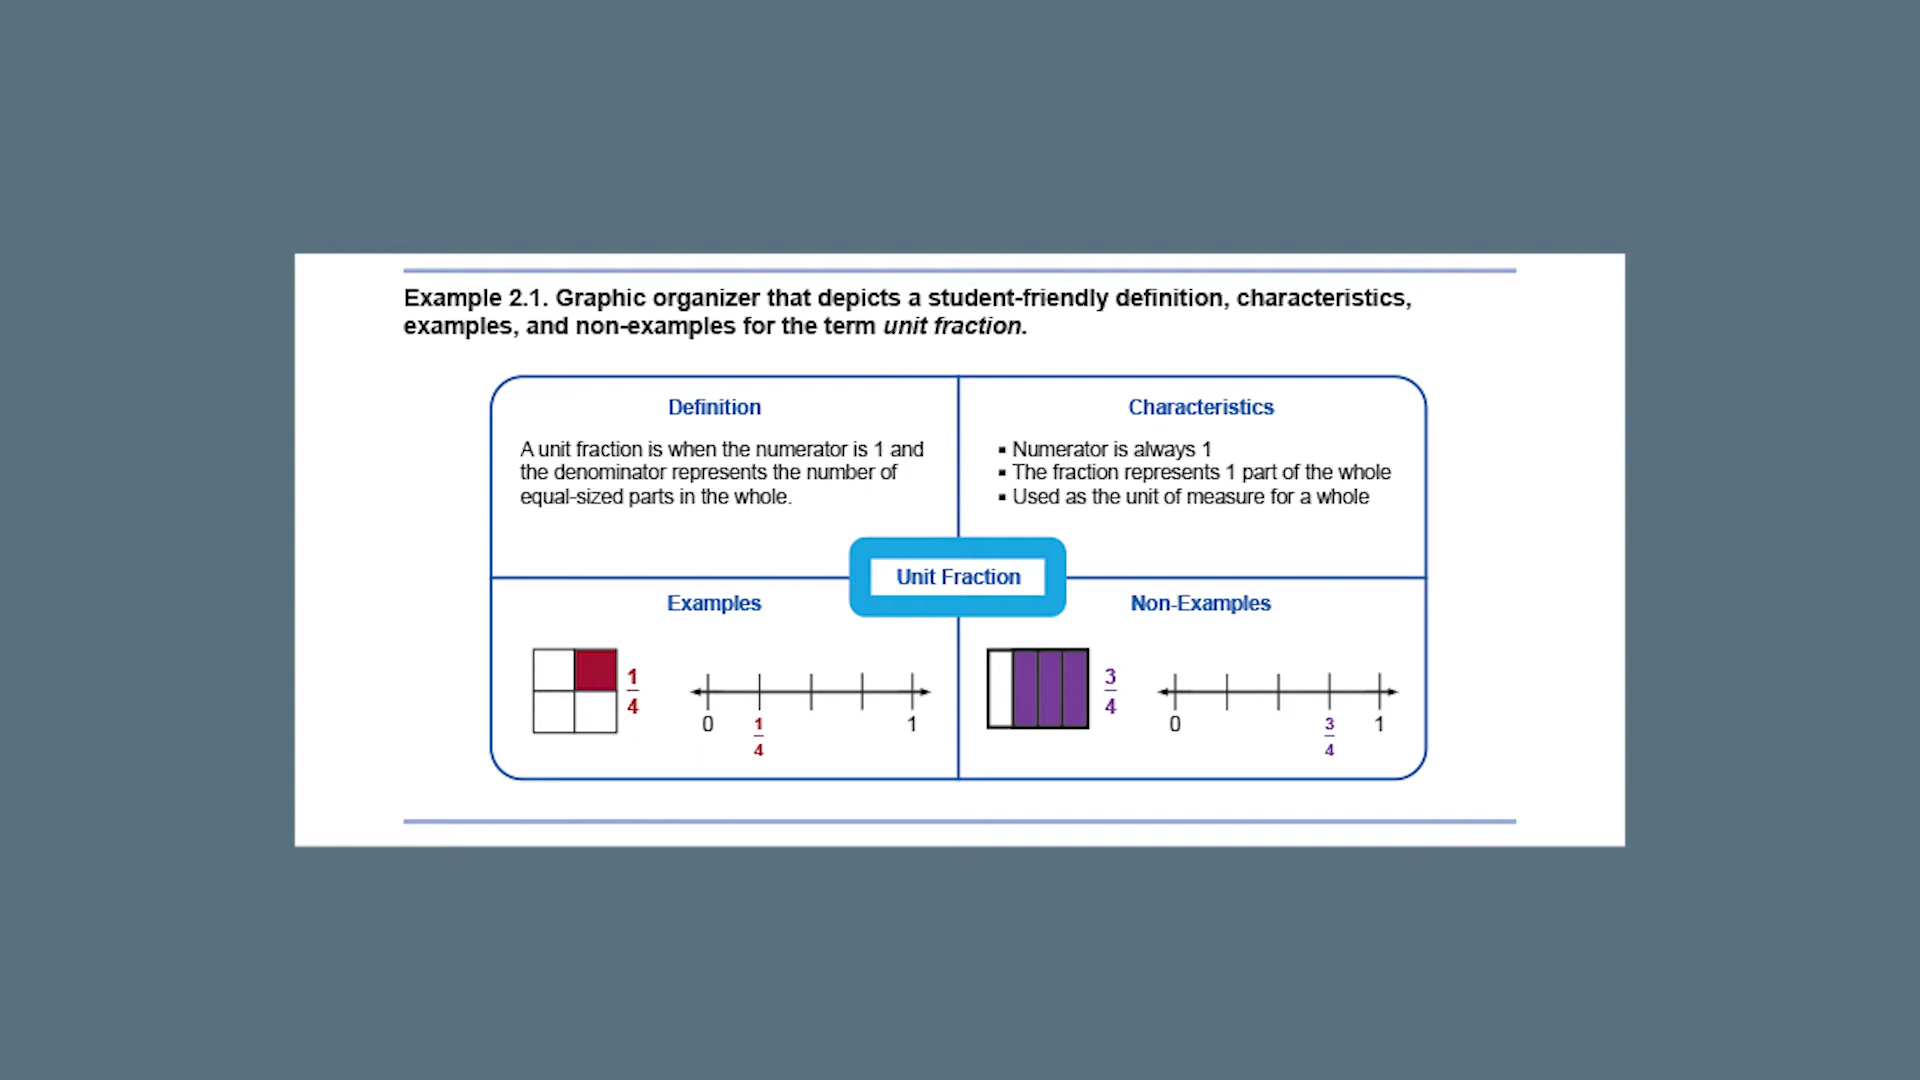 Example 2.1. Graphic organizer that depicts a student-friendly definition, characteristics,
examples, and non-examples for the term unit fraction.
Definition
A unit fraction is when the numerator is 1 and
the denominator represents the number of
equal-sized parts in the whole.
Characteristics
▪ Numerator is always 1
▪ The fraction represents 1 part of the whole
▪ Used as the unit of measure for a whole
Unit Fraction
Examples
1
4
0
1
4
1
Non-Examples
3
4
0
3
4
1